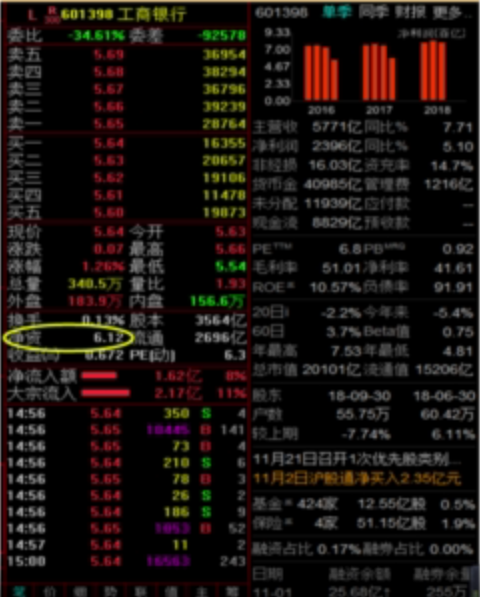 L R 300 601398 工商银行
委比 -34.61% 委差 -92578
卖五 5.69 36954
卖四 5.68 38294
卖三 5.67 36796
卖二 5.66 39239
卖一 5.65 28764
买一 5.64 16355
买二 5.63 20657
买三 5.62 19106
买四 5.61 11478
买五 5.60 19873
现价 5.64 今开 5.63
涨跌 0.07 最高 5.66
涨幅 1.26% 最低 5.54
总量 340.5万 量比 1.93
外盘 183.9万 内盘 156.6万
换手 0.13% 股本 3564亿
净资 6.12 流通 2696亿
收益(三) 0.672 PE(动) 6.3
净流入额 1.62亿 8%
大宗流入 2.17亿 11%
14:56 5.64 350 S 4
14:56 5.65 18445 B 141
14:56 5.64 73 B 4
14:56 5.64 210 S 6
14:56 5.64 78 B 3
14:56 5.64 26 S 2
14:56 5.64 186 S 9
14:56 5.65 1053 B 52
14:57 5.64 11 2
15:00 5.64 16563 243
601398 单季 同季 财报 更多..
9.33 净利润(百亿)
7.00
4.67
2.33
0.00
2016 2017 2018
主营收 5771亿 同比% 7.71
净利润 2396亿 同比% 5.10
非经损 16.03亿 资充率 14.7%
货币金 40985亿 管理费 1216亿
未分配 11939亿 应付款 --
现金流 8829亿 预收款 --
PE™ 6.8 PB 0.92
毛利率 51.01 净利率 41.61
ROE 10.57% 负债率 91.91
20日 -2.2% 今年来 -5.4%
60日 3.7% Beta值 0.75
年最高 7.53 年最低 4.81
总市值 20101亿 流通值 15206亿
股东 18-09-30 18-06-30
户数 55.75万 60.42万
较上期 -7.74% 6.11%
11月21日召开1次优先股类别...
11月2日沪股通净买入2.35亿元
基金 424家 12.55亿股 0.5%
保险 4家 51.15亿股 1.9%
融资占比 0.17% 融券占比 0.00%
日期 融资余额 融券余量
11-01 25.68亿↑ 255万